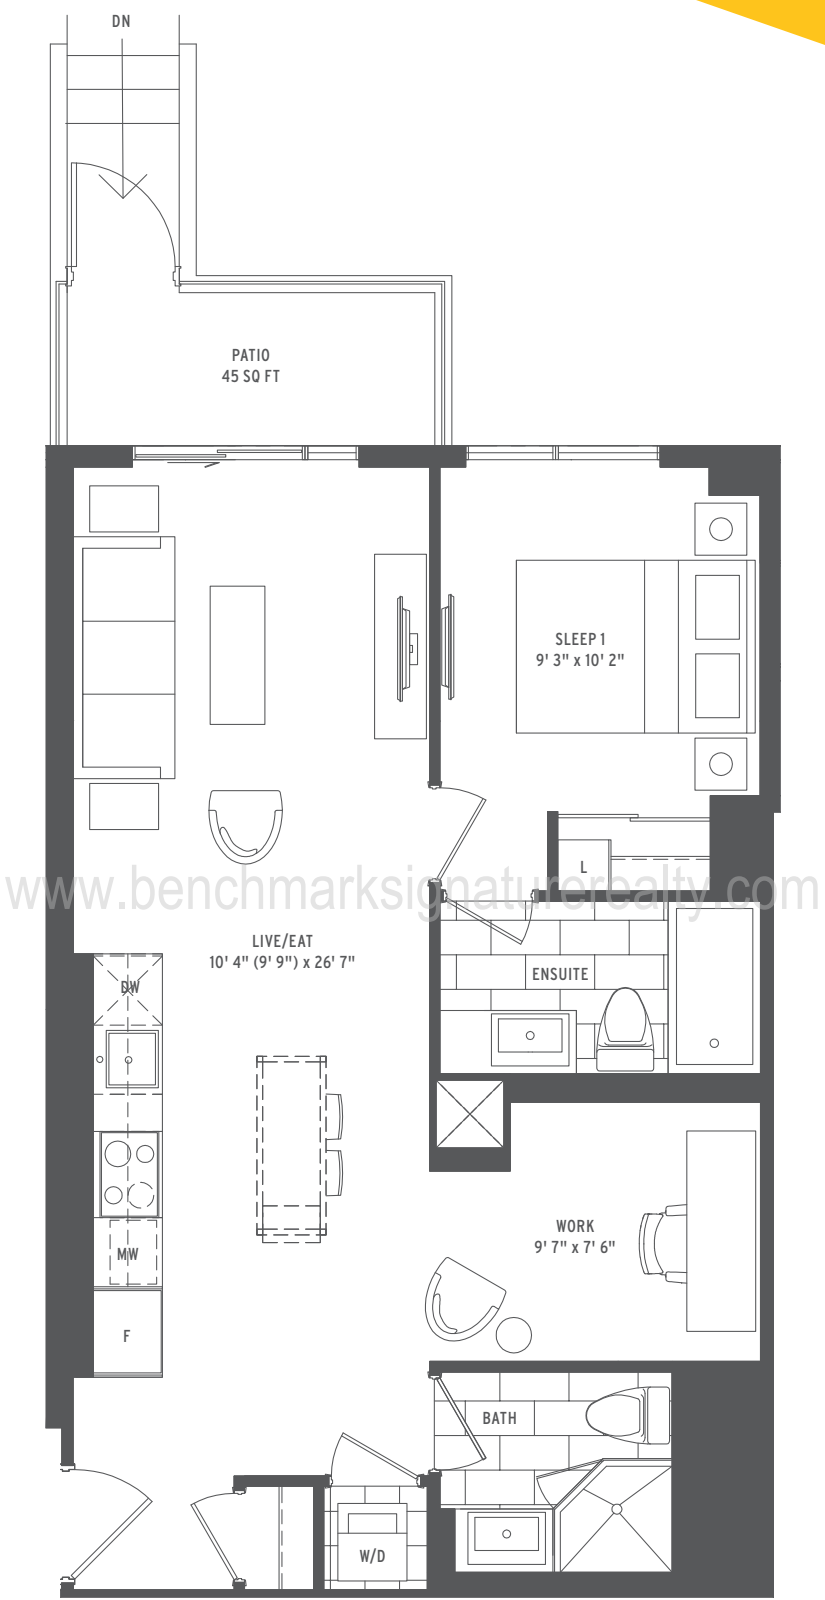 DN
PATIO
45 SQ FT
SLEEP 1
9' 3" x 10' 2"
L
www.benchmarksignaturerealty.com
LIVE/EAT
10' 4" (9' 9") x 26' 7"
ENSUITE
DW
WORK
9' 7" x 7' 6"
MW
F
BATH
W/D